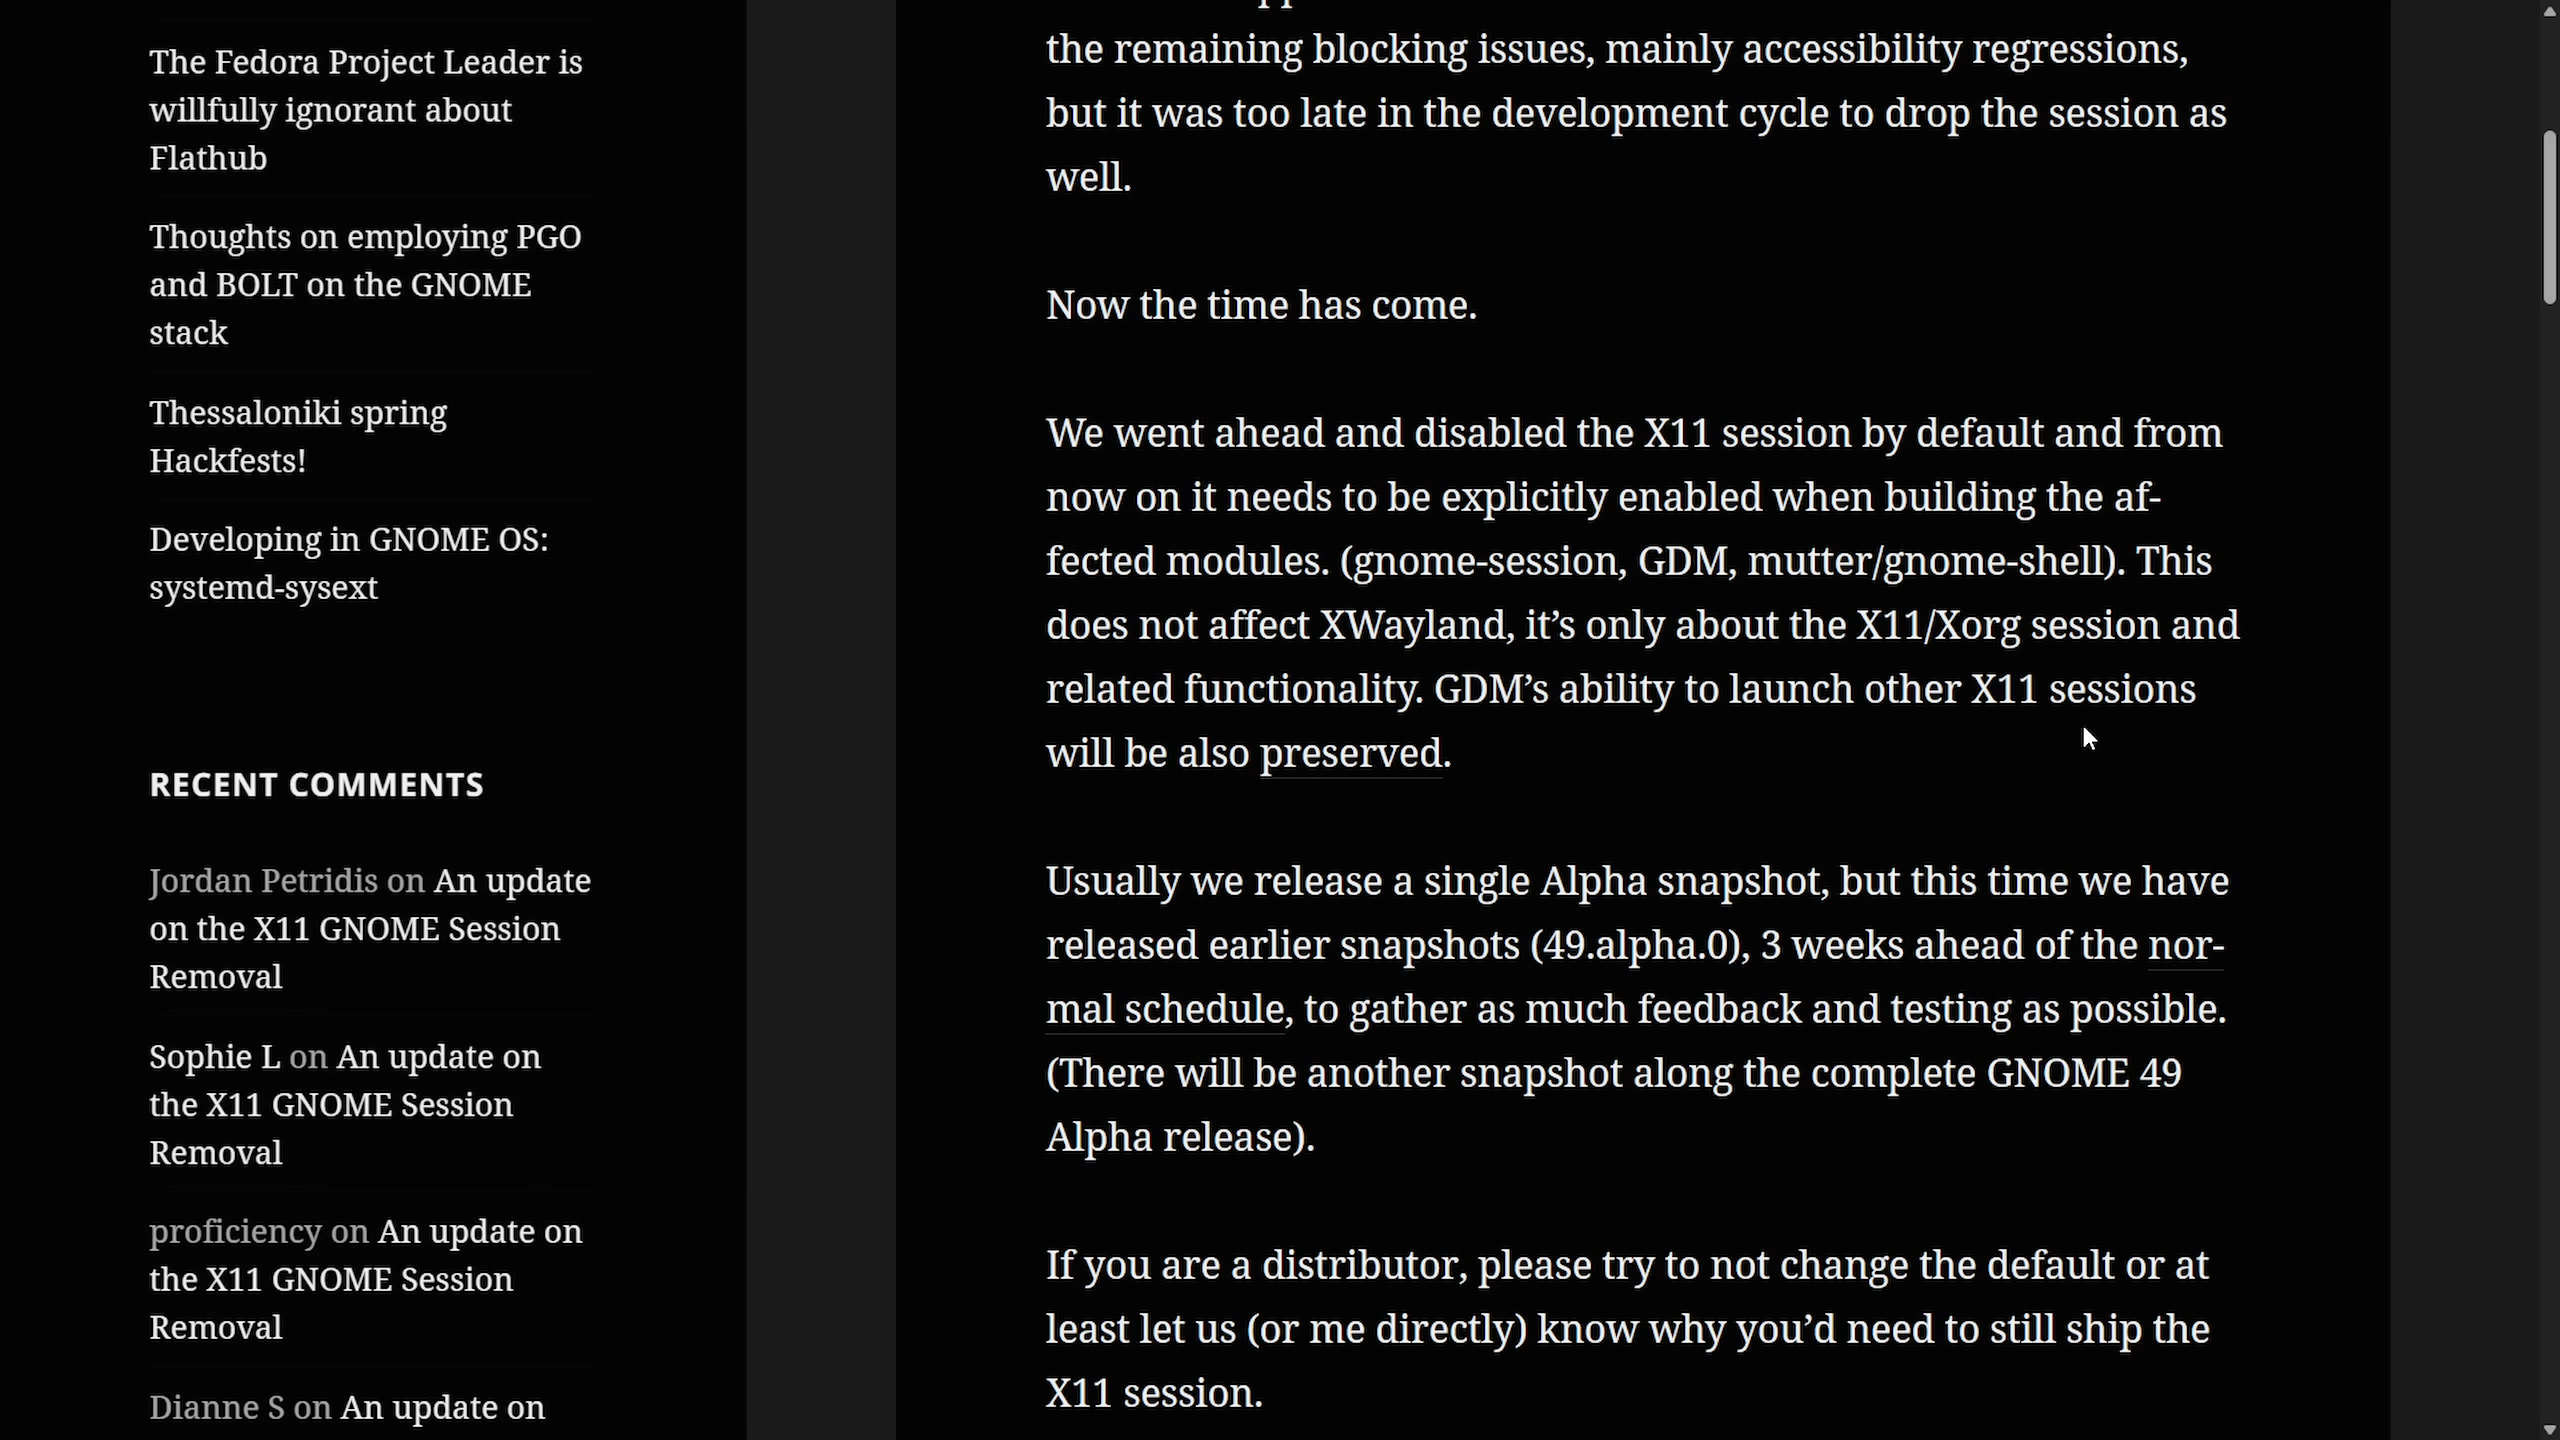 The Fedora Project Leader is
willfully ignorant about
Flathub
Thoughts on employing PGO
and BOLT on the GNOME
stack
Thessaloniki spring
Hackfests!
Developing in GNOME OS:
systemd-sysext
RECENT COMMENTS
Jordan Petridis on An update
on the X11 GNOME Session
Removal
Sophie L on An update on
the X11 GNOME Session
Removal
proficiency on An update on
the X11 GNOME Session
Removal
Dianne S on An update on
the remaining blocking issues, mainly accessibility regressions,
but it was too late in the development cycle to drop the session as
well.
Now the time has come.
We went ahead and disabled the X11 session by default and from
now on it needs to be explicitly enabled when building the af-
fected modules. (gnome-session, GDM, mutter/gnome-shell). This
does not affect XWayland, it’s only about the X11/Xorg session and
related functionality. GDM’s ability to launch other X11 sessions
will be also preserved.
Usually we release a single Alpha snapshot, but this time we have
released earlier snapshots (49.alpha.0), 3 weeks ahead of the nor-
mal schedule, to gather as much feedback and testing as possible.
(There will be another snapshot along the complete GNOME 49
Alpha release).
If you are a distributor, please try to not change the default or at
least let us (or me directly) know why you’d need to still ship the
X11 session.